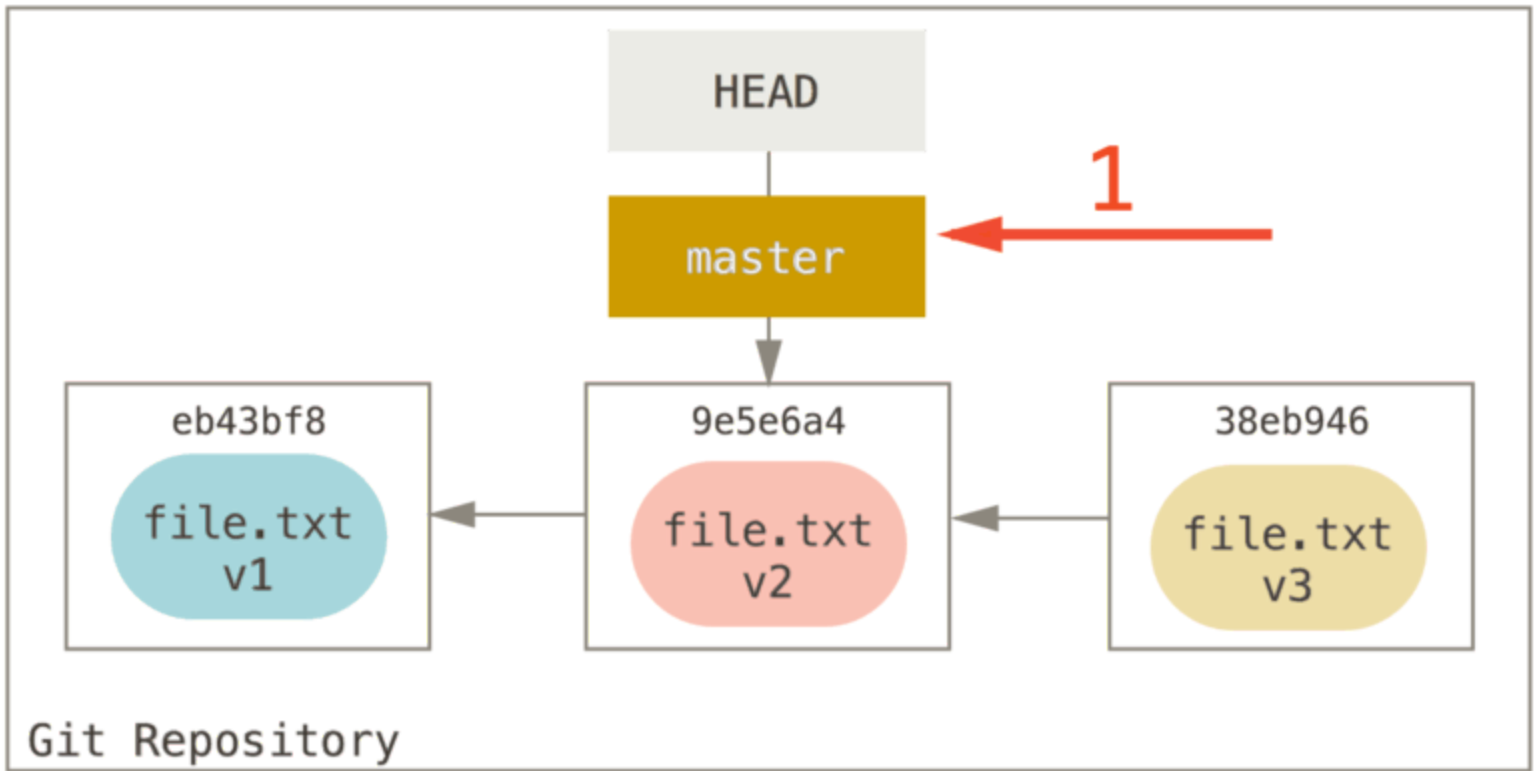 HEAD
1
master
eb43bf8
file.txt
v1
9e5e6a4
file.txt
v2
38eb946
file.txt
v3
Git Repository